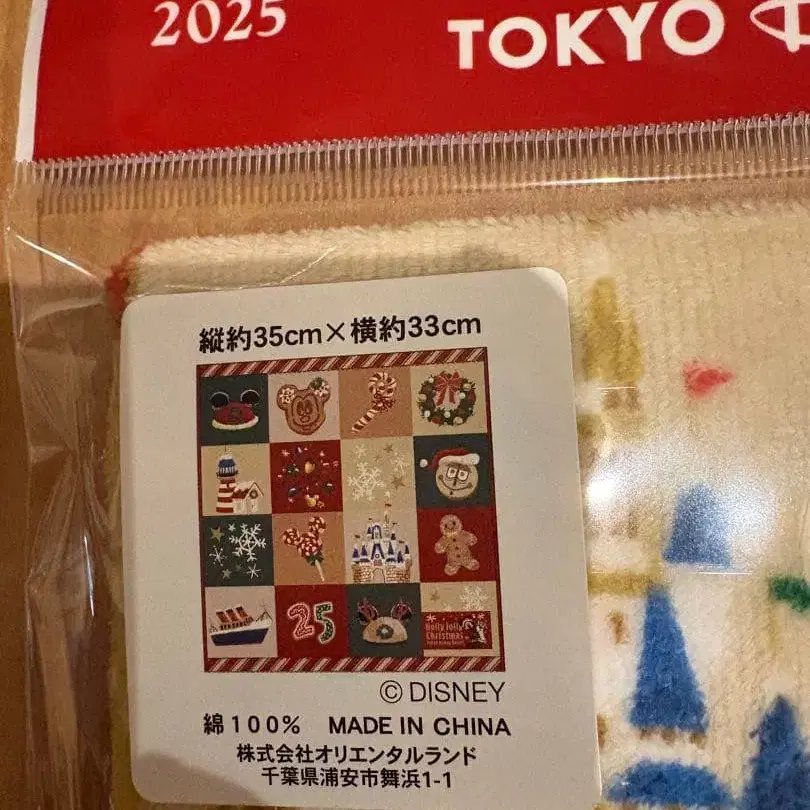 2025
TOKYO
縦約35cm×横約33cm
25
Holly Jolly
Christmas
© DISNEY
綿100% MADE IN CHINA
株式会社オリエンタルランド
千葉県浦安市舞浜1-1